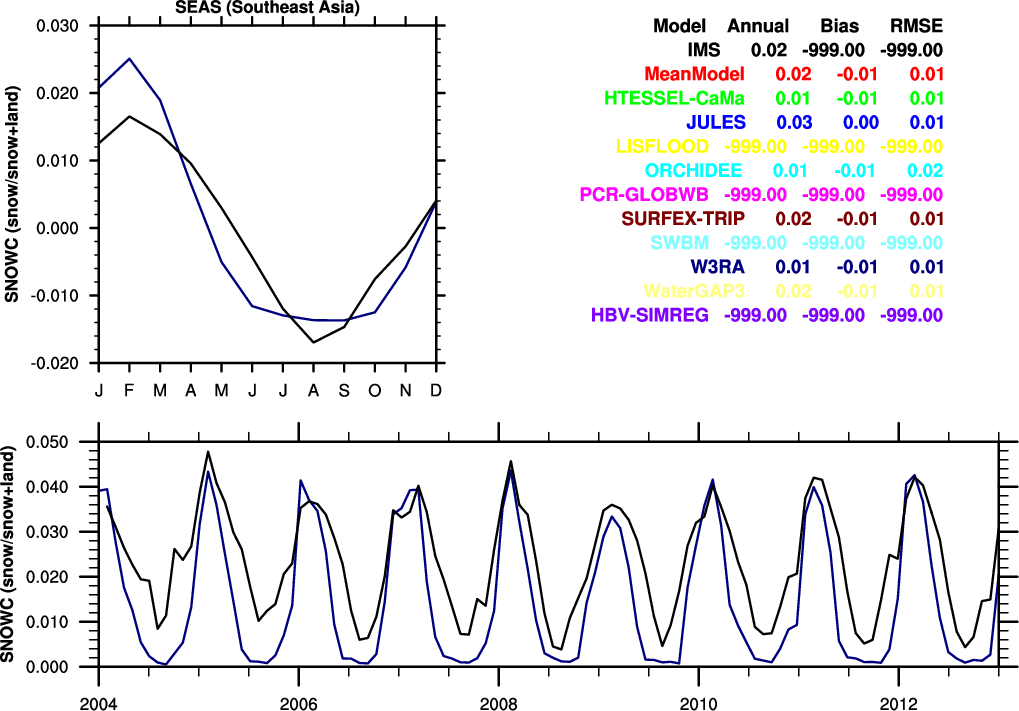 SEAS (Southeast Asia)
SNOWC (snow/snow+land)
0.030
0.020
0.010
0.000
-0.010
-0.020
J F M A M J J A S O N D
Model Annual Bias RMSE
IMS 0.02 -999.00 -999.00
MeanModel 0.02 -0.01 0.01
HTESSEL-CaMa 0.01 -0.01 0.01
JULES 0.03 0.00 0.01
LISFLOOD -999.00 -999.00 -999.00
ORCHIDEE 0.01 -0.01 0.02
PCR-GLOBWB -999.00 -999.00 -999.00
SURFEX-TRIP 0.02 -0.01 0.01
SWBM -999.00 -999.00 -999.00
W3RA 0.01 -0.01 0.01
WaterGAP3 0.02 -0.01 0.01
HBV-SIMREG -999.00 -999.00 -999.00
SNOWC (snow/snow+land)
0.050
0.040
0.030
0.020
0.010
0.000
2004 2006 2008 2010 2012